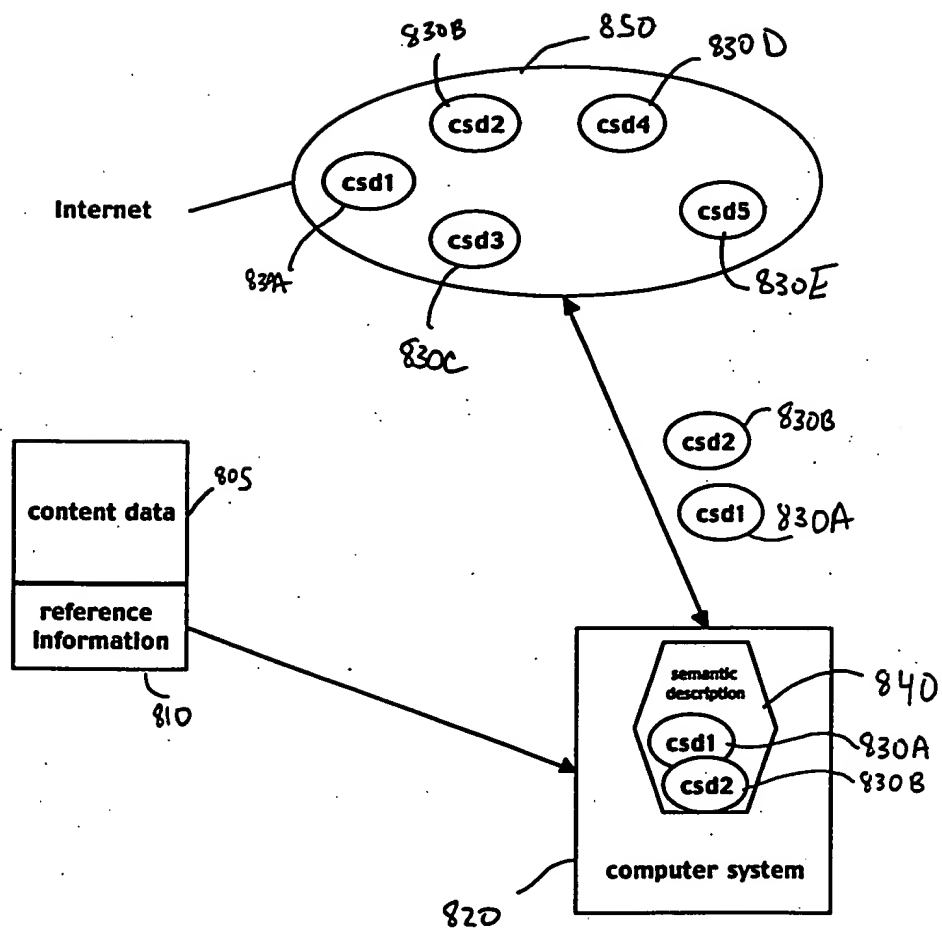 830B
850
830D
csd2
csd4
csd1
Internet
csd5
csd3
830A
830E
830C
csd2
830B
content data
805
csd1
830A
reference
information
semantic
description
840
810
csd1
830A
csd2
830B
computer system
820